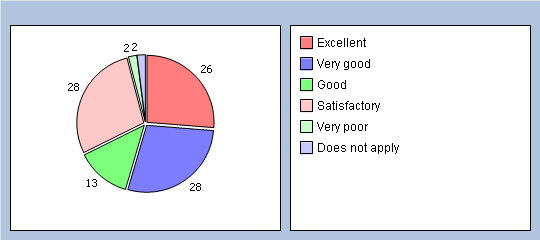 2 2
26
28
28
13
Excellent
Very good
Good
Satisfactory
Very poor
Does not apply